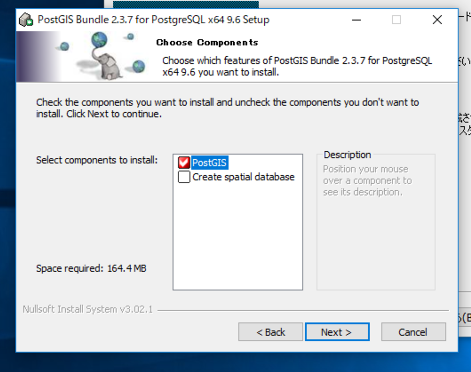 PostGIS Bundle 2.3.7 for PostgreSQL x64 9.6 Setup
Choose Components
Choose which features of PostGIS Bundle 2.3.7 for PostgreSQL
x64 9.6 you want to install.
Check the components you want to install and uncheck the components you don't want to
install. Click Next to continue.
Select components to install:
PostGIS
Create spatial database
Description
Position your mouse
over a component to
see its description.
Space required: 164.4 MB
Nullsoft Install System v3.02.1
< Back
Next >
Cancel